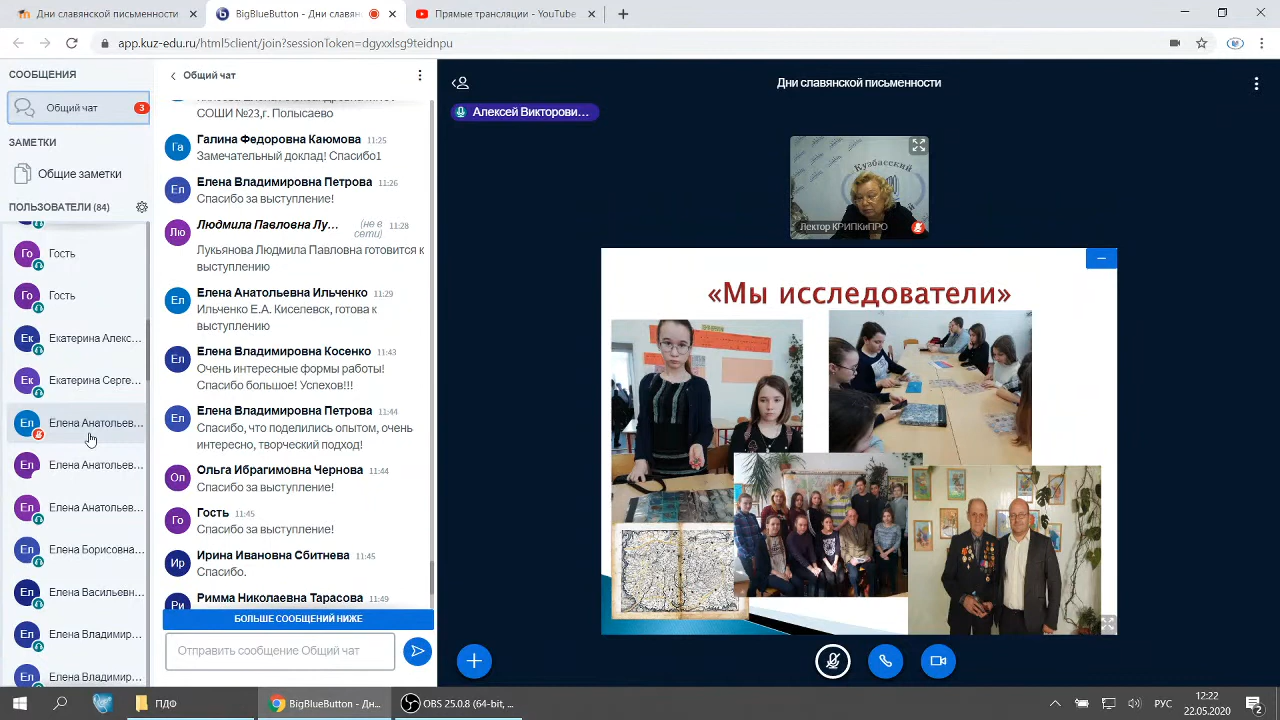 Дни славянской письменност
BigBlueButton - Дни слав
Прямые трансляции - YouTube
app.kuz-edu.ru/html5client/join?sessionToken=dgyoxlsg9teidnpu
СООБЩЕНИЯ
Общий чат
3
ЗАМЕТКИ
Общие заметки
ПОЛЬЗОВАТЕЛИ (84)
Го
Гость
Го
Гость
Ек
Екатерина Алекс...
Ек
Екатерина Серге...
Ел
Елена Анатольев...
Ел
Елена Анатольев...
Ел
Елена Анатольев...
Ел
Елена Борисовна...
Ел
Елена Васильевн...
Ел
Елена Владимир...
Ел
Елена Владимир...
Общий чат
СОШИ №23,г. Полысаево
Га
Галина Федоровна Каюмова 11:25
Замечательный доклад! Спасибо1
Ел
Елена Владимировна Петрова 11:26
Спасибо за выступление!
Лю
Людмила Павловна Лу... (не в сети) 11:28
Лукьянова Людмила Павловна готовится к
выступлению
Ел
Елена Анатольевна Ильченко 11:29
Ильченко Е.А. Киселевск, готова к
выступлению
Ел
Елена Владимировна Косенко 11:43
Очень интересные формы работы!
Спасибо большое! Успехов!!!
Ел
Елена Владимировна Петрова 11:44
Спасибо, что поделились опытом, очень
интересно, творческий подход!
Ол
Ольга Ибрагимовна Чернова 11:44
Спасибо за выступление!
Го
Гость 11:45
Спасибо за выступление!
Ир
Ирина Ивановна Сбитнева 11:45
Спасибо.
Ри
Римма Николаевна Тарасова 11:49
БОЛЬШЕ СООБЩЕНИЙ НИЖЕ
Отправить сообщение Общий чат
Дни славянской письменности
Алексей Викторови...
Кузбасский
Лектор КРИПКиПРО
«Мы исследователи»
ПДФ
BigBlueButton - Дн...
OBS 25.0.8 (64-bit, ...
РУС
12:22
22.05.2020
2